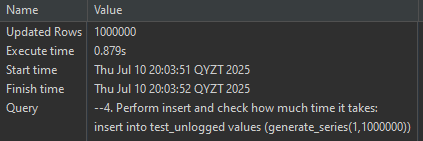 Name Value
Updated Rows 1000000
Execute time 0.879s
Start time Thu Jul 10 20:03:51 QYZT 2025
Finish time Thu Jul 10 20:03:52 QYZT 2025
Query --4. Perform insert and check how much time it takes:
insert into test_unlogged values (generate_series(1,1000000))